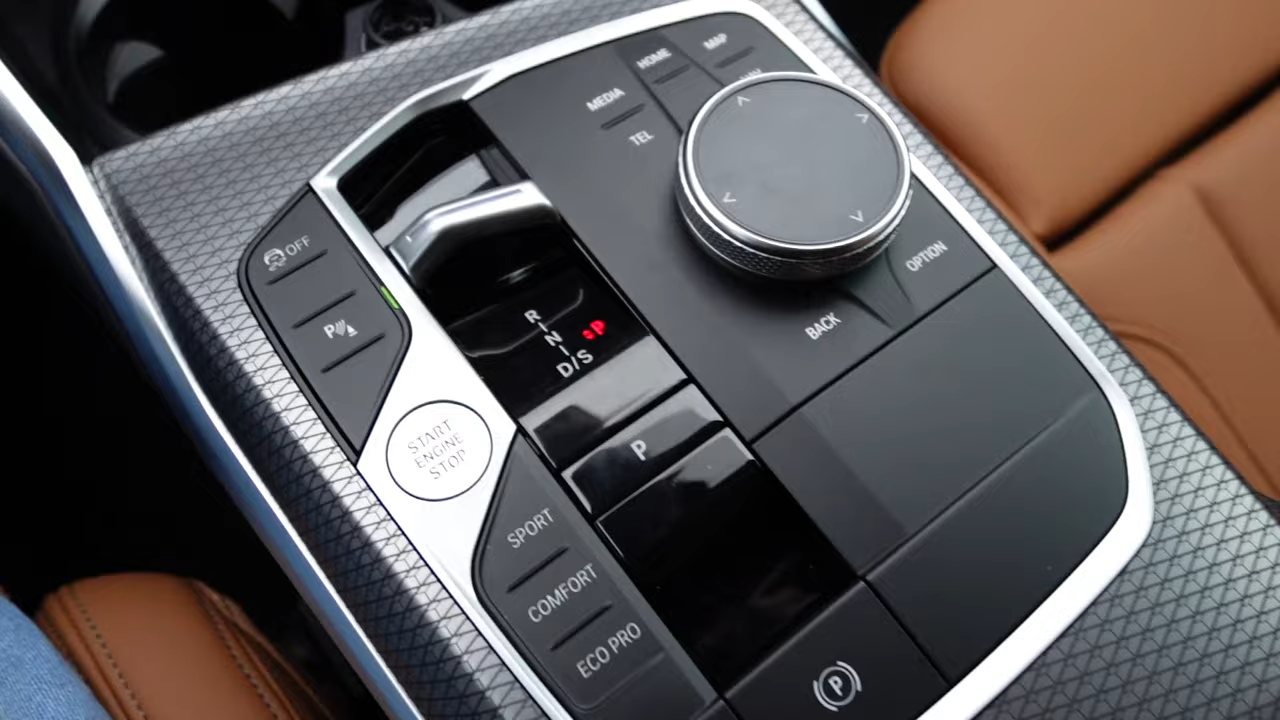 MAP
HOME
MEDIA
TEL
OFF
P
R
N
D/S
P
OPTION
BACK
START
ENGINE
STOP
P
SPORT
COMFORT
ECO PRO
P